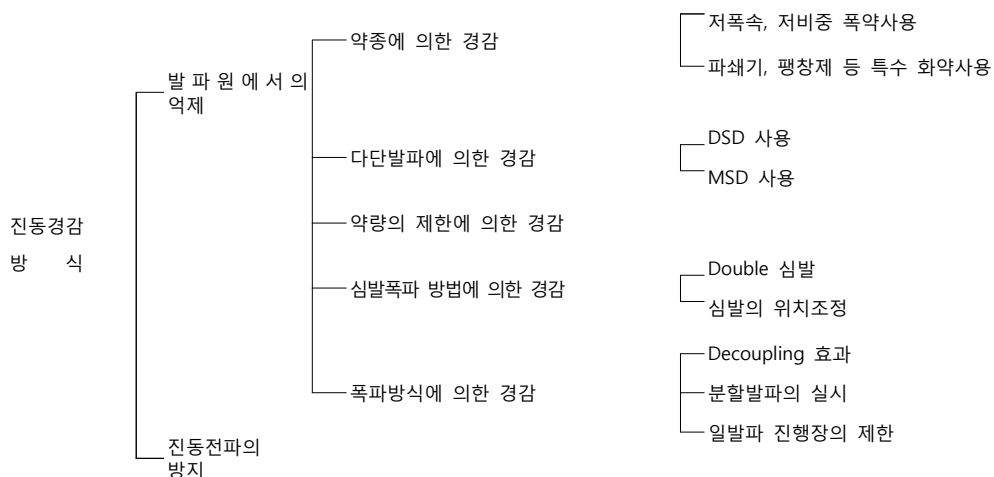 진동경감
방 식
발파원에서의
억제
약종에 의한 경감
저폭속, 저비중 폭약사용
파쇄기, 팽창제 등 특수 화약사용
다단발파에 의한 경감
DSD 사용
MSD 사용
약량의 제한에 의한 경감
심발폭파 방법에 의한 경감
Double 심발
심발의 위치조정
폭파방식에 의한 경감
Decoupling 효과
분할발파의 실시
일발파 진행장의 제한
진동전파의
방지